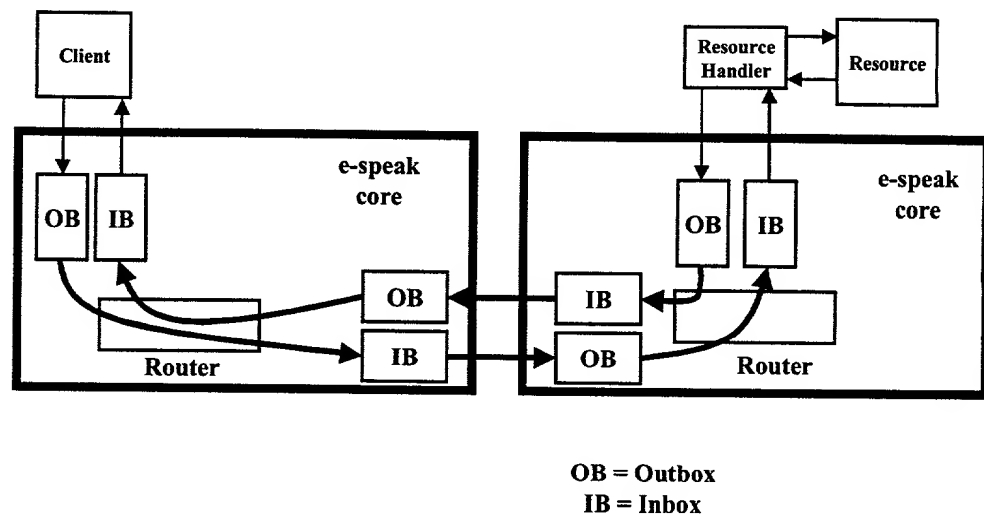 Client
Resource
Handler
Resource
e-speak
core
e-speak
core
OB
IB
OB
IB
OB
IB
IB
OB
Router
Router
OB = Outbox
IB = Inbox